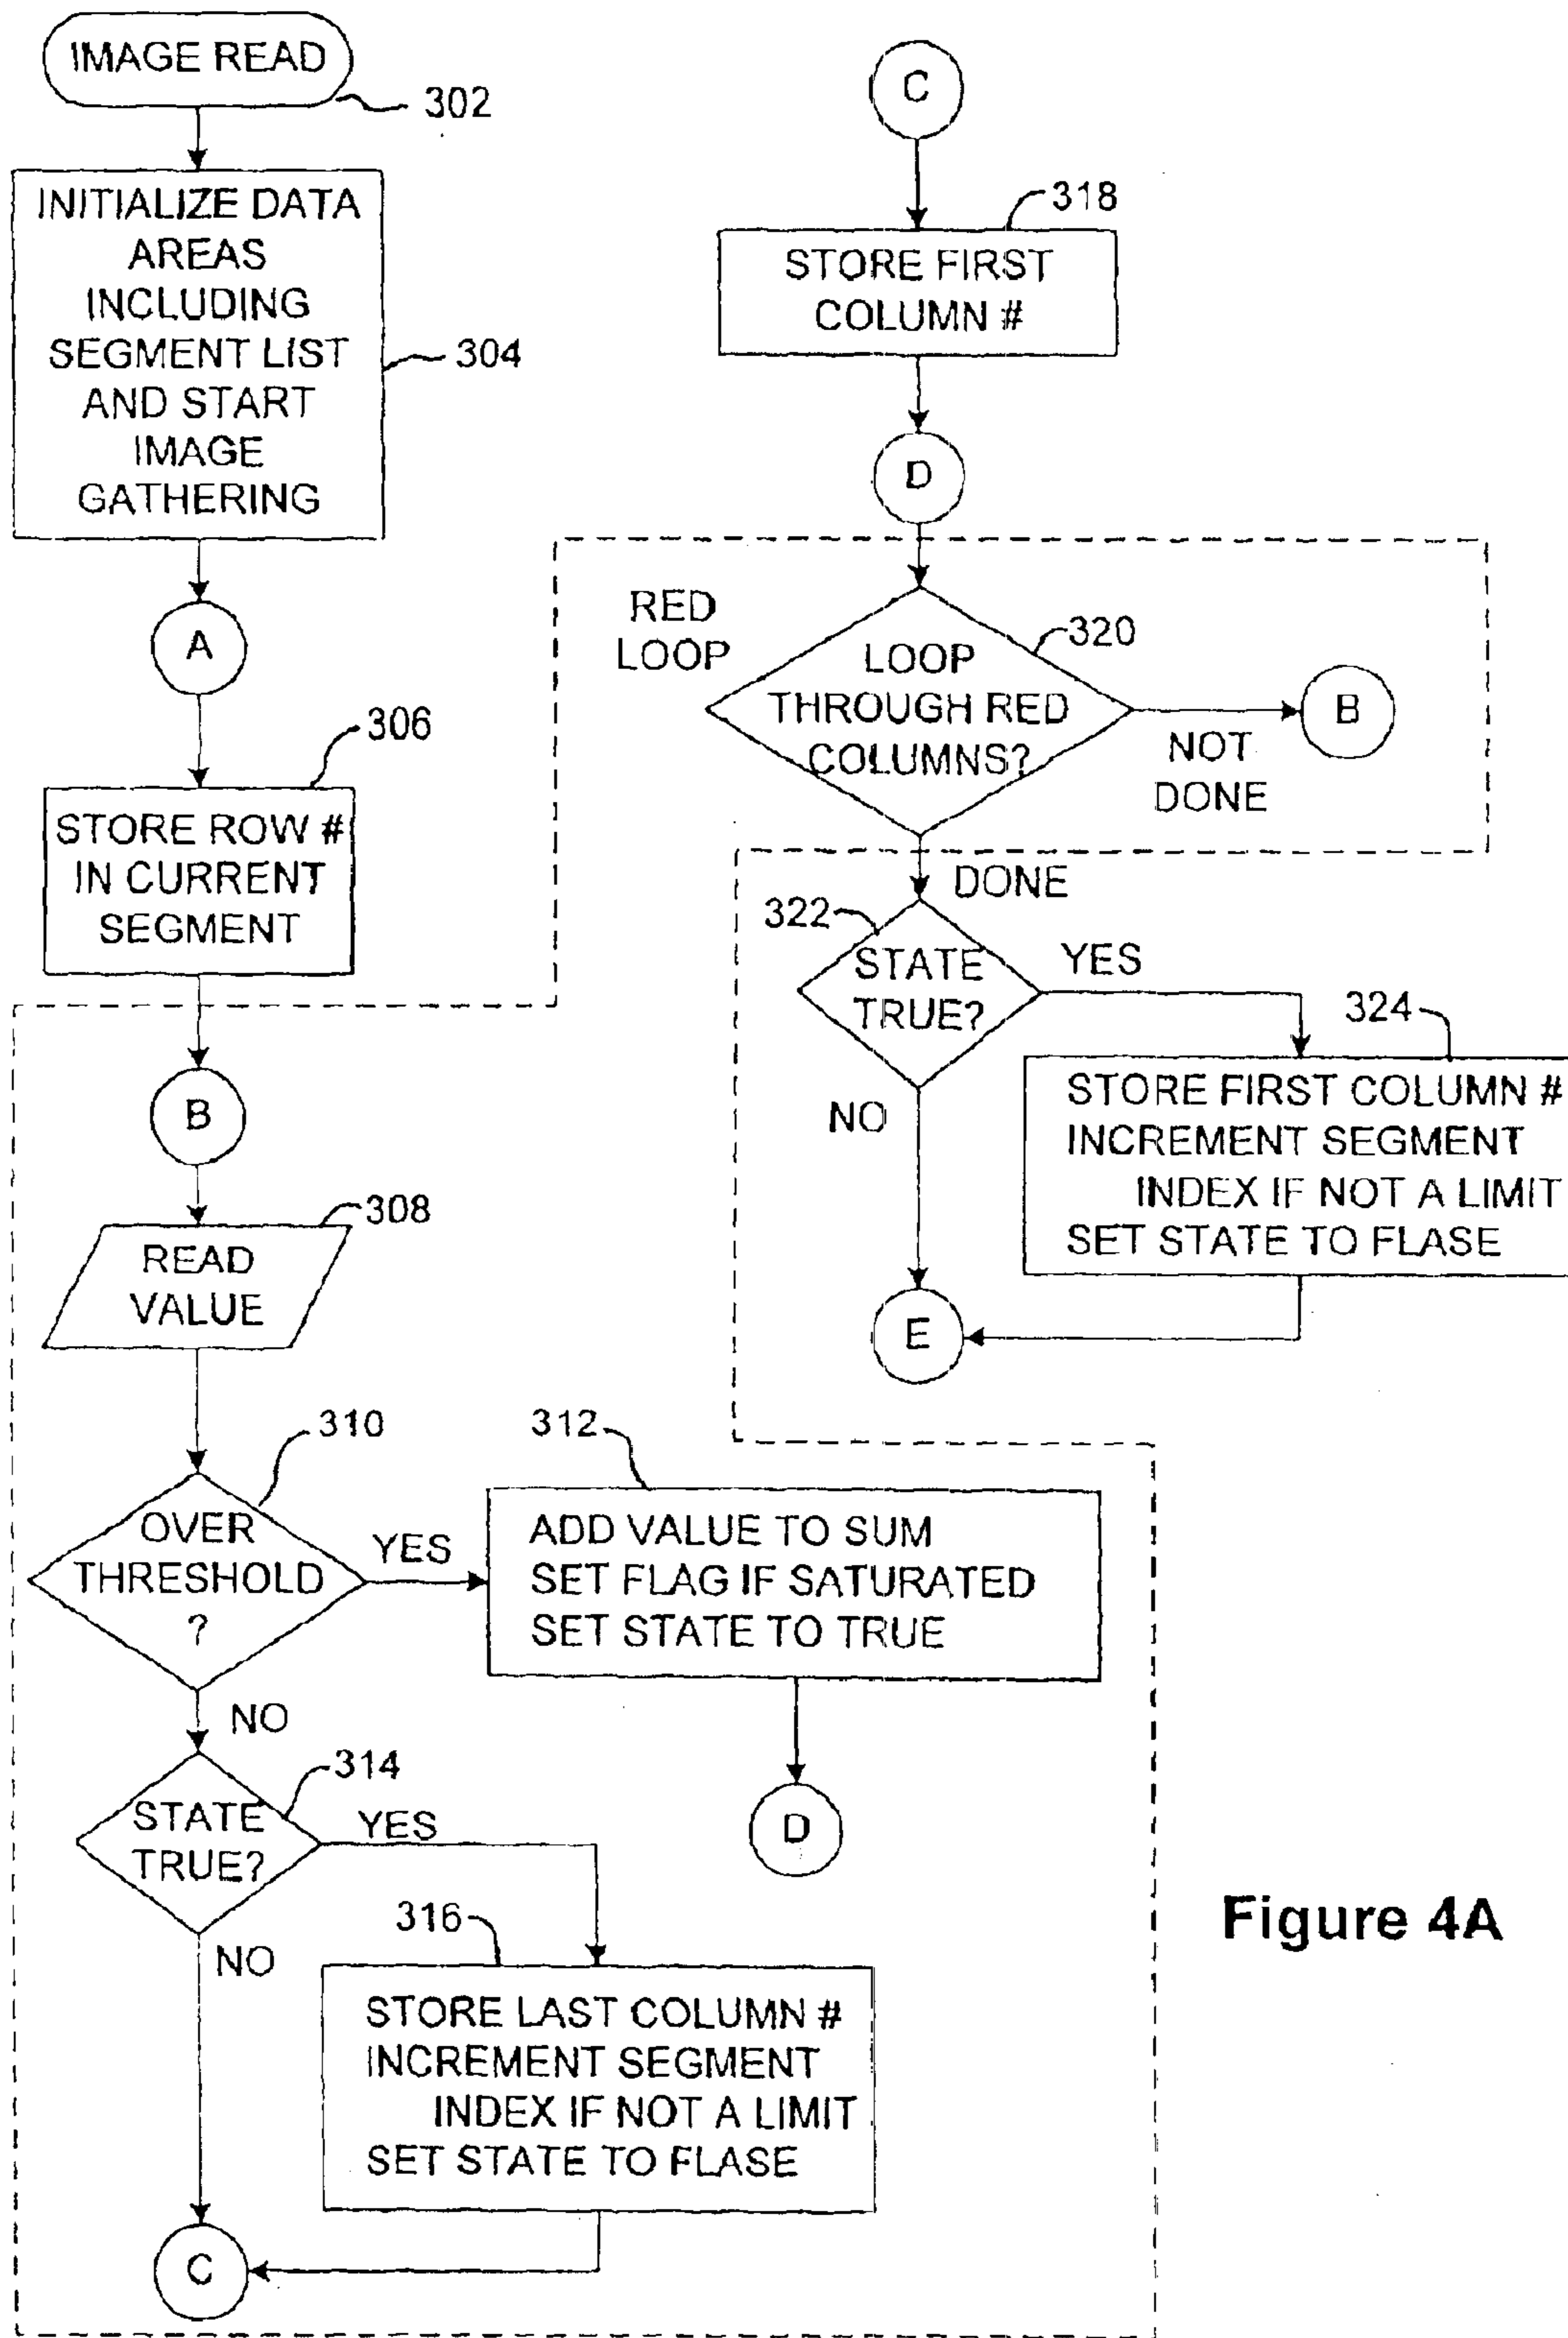 IMAGE READ
302
INITIALIZE DATA
AREAS
INCLUDING
SEGMENT LIST
AND START
IMAGE
GATHERING
304
A
306
STORE ROW #
IN CURRENT
SEGMENT
B
308
READ
VALUE
310
OVER
THRESHOLD
?
YES
312
ADD VALUE TO SUM
SET FLAG IF SATURATED
SET STATE TO TRUE
D
NO
314
STATE
TRUE?
YES
316
STORE LAST COLUMN #
INCREMENT SEGMENT
INDEX IF NOT A LIMIT
SET STATE TO FLASE
NO
C
C
318
STORE FIRST
COLUMN #
D
RED
LOOP
320
LOOP
THROUGH RED
COLUMNS?
NOT
DONE
B
DONE
322
STATE
TRUE?
YES
324
STORE FIRST COLUMN #
INCREMENT SEGMENT
INDEX IF NOT A LIMIT
SET STATE TO FLASE
NO
E
Figure 4A